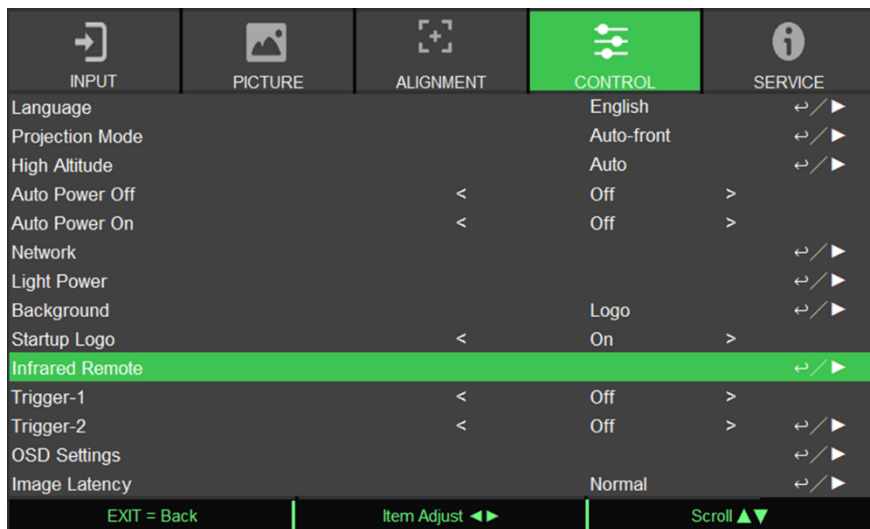 INPUT PICTURE ALIGNMENT CONTROL SERVICE
Language English
Projection Mode Auto-front
High Altitude Auto
Auto Power Off < Off >
Auto Power On < Off >
Network
Light Power
Background Logo
Startup Logo < On >
Infrared Remote
Trigger-1 < Off >
Trigger-2 < Off >
OSD Settings
Image Latency Normal
EXIT = Back Item Adjust ◀▶ Scroll ▲▼